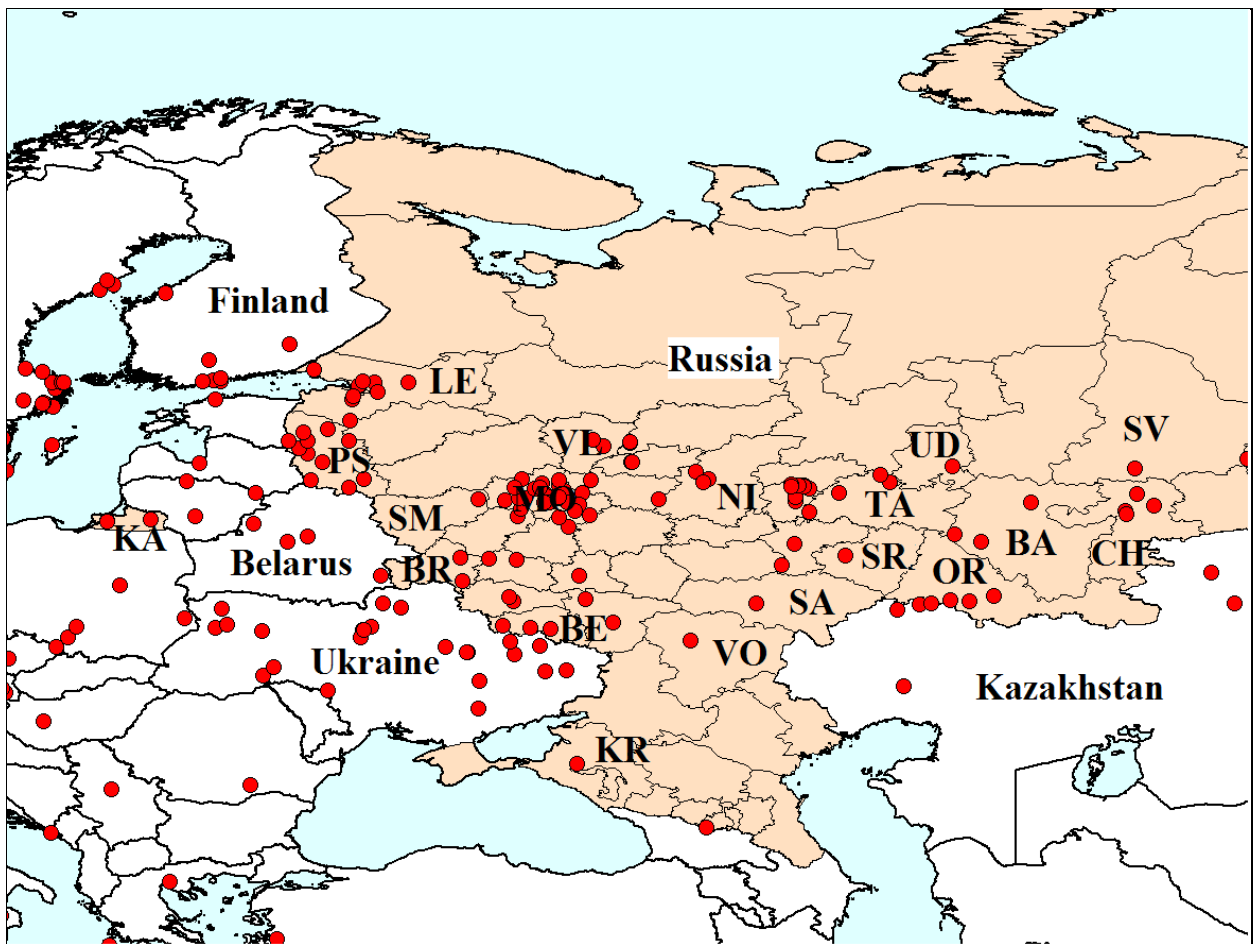 Finland
Russia
LE
VL
UD
SV
PS
MO
NI
TA
SM
KA
Belarus
BR
SR
OR
BA
CH
SA
BE
Ukraine
VO
Kazakhstan
KR